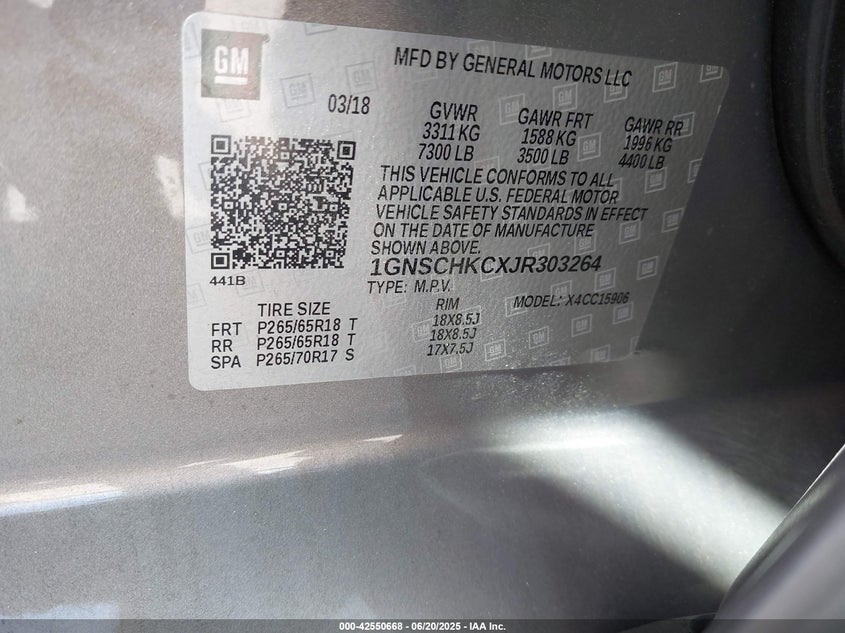 GM
MFD BY GENERAL MOTORS LLC
03/18 GVWR GAWR FRT GAWR RR
3311 KG 1588 KG 1996 KG
7300 LB 3500 LB 4400 LB
THIS VEHICLE CONFORMS TO ALL
APPLICABLE U.S. FEDERAL MOTOR
VEHICLE SAFETY STANDARDS IN EFFECT
ON THE DATE OF MANUFACTURE
SHOWN ABOVE.
441B
1GNSCHKCXJR303264
TYPE: M.P.V. MODEL: X4CC15906
TIRE SIZE RIM
FRT P265/65R18 T 18X8.5J
RR P265/65R18 T 18X8.5J
SPA P265/70R17 S 17X7.5J
000-42550668 - 06/20/2025 - IAA Inc.